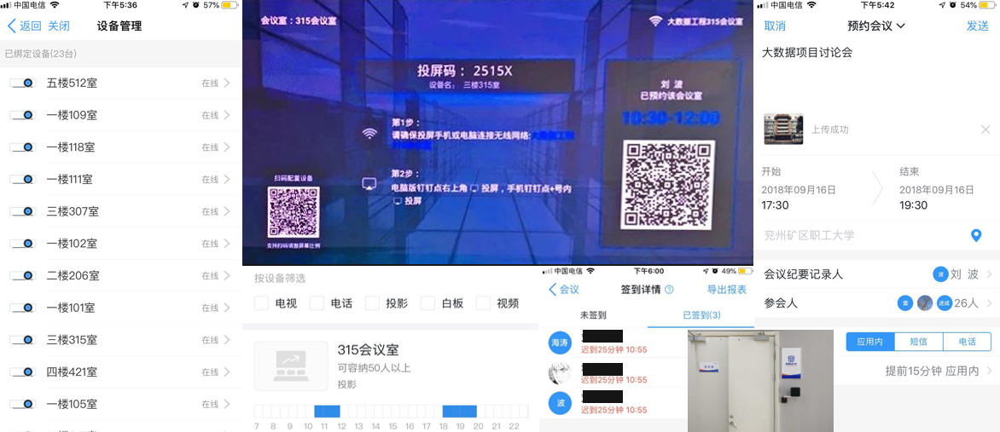 中国电信
下午5:36
57%
返回 关闭
设备管理
已绑定设备(23台)
五楼512室 在线
一楼109室 在线
一楼118室 在线
一楼111室 在线
三楼307室 在线
一楼102室 在线
二楼206室 在线
一楼101室 在线
三楼315室 在线
四楼421室 在线
一楼105室 在线
会议室：315会议室
大数据工程315会议室
投屏码： 2515X
设备名： 三楼315室
第1步：
请确保投屏手机或电脑连接无线网络:大数据工程
第2步：
电脑版钉钉点右上角 投屏，手机钉钉点+号内
投屏
扫码配置设备
支持扫码调整屏幕比例
刘 波
已预约该会议室
10:30-12:00
按设备筛选
电视 电话 投影 白板 视频
315会议室
可容纳50人以上
投影
7 8 9 10 11 12 13 14 15 16 17 18 19 20 21 22
中国电信
下午6:00
49%
会议
签到详情
导出报表
未签到
已签到(3)
海涛
迟到25分钟 10:55
迟到25分钟 10:55
波
迟到25分钟 10:55
中国电信
下午5:42
54%
取消
预约会议
发送
大数据项目讨论会
上传成功
开始
结束
2018年09月16日
2018年09月16日
17:30
19:30
兖州矿区职工大学
会议纪要记录人
波 刘 波
参会人
雷 进成 26人
应用内 短信 电话
提前15分钟 应用内